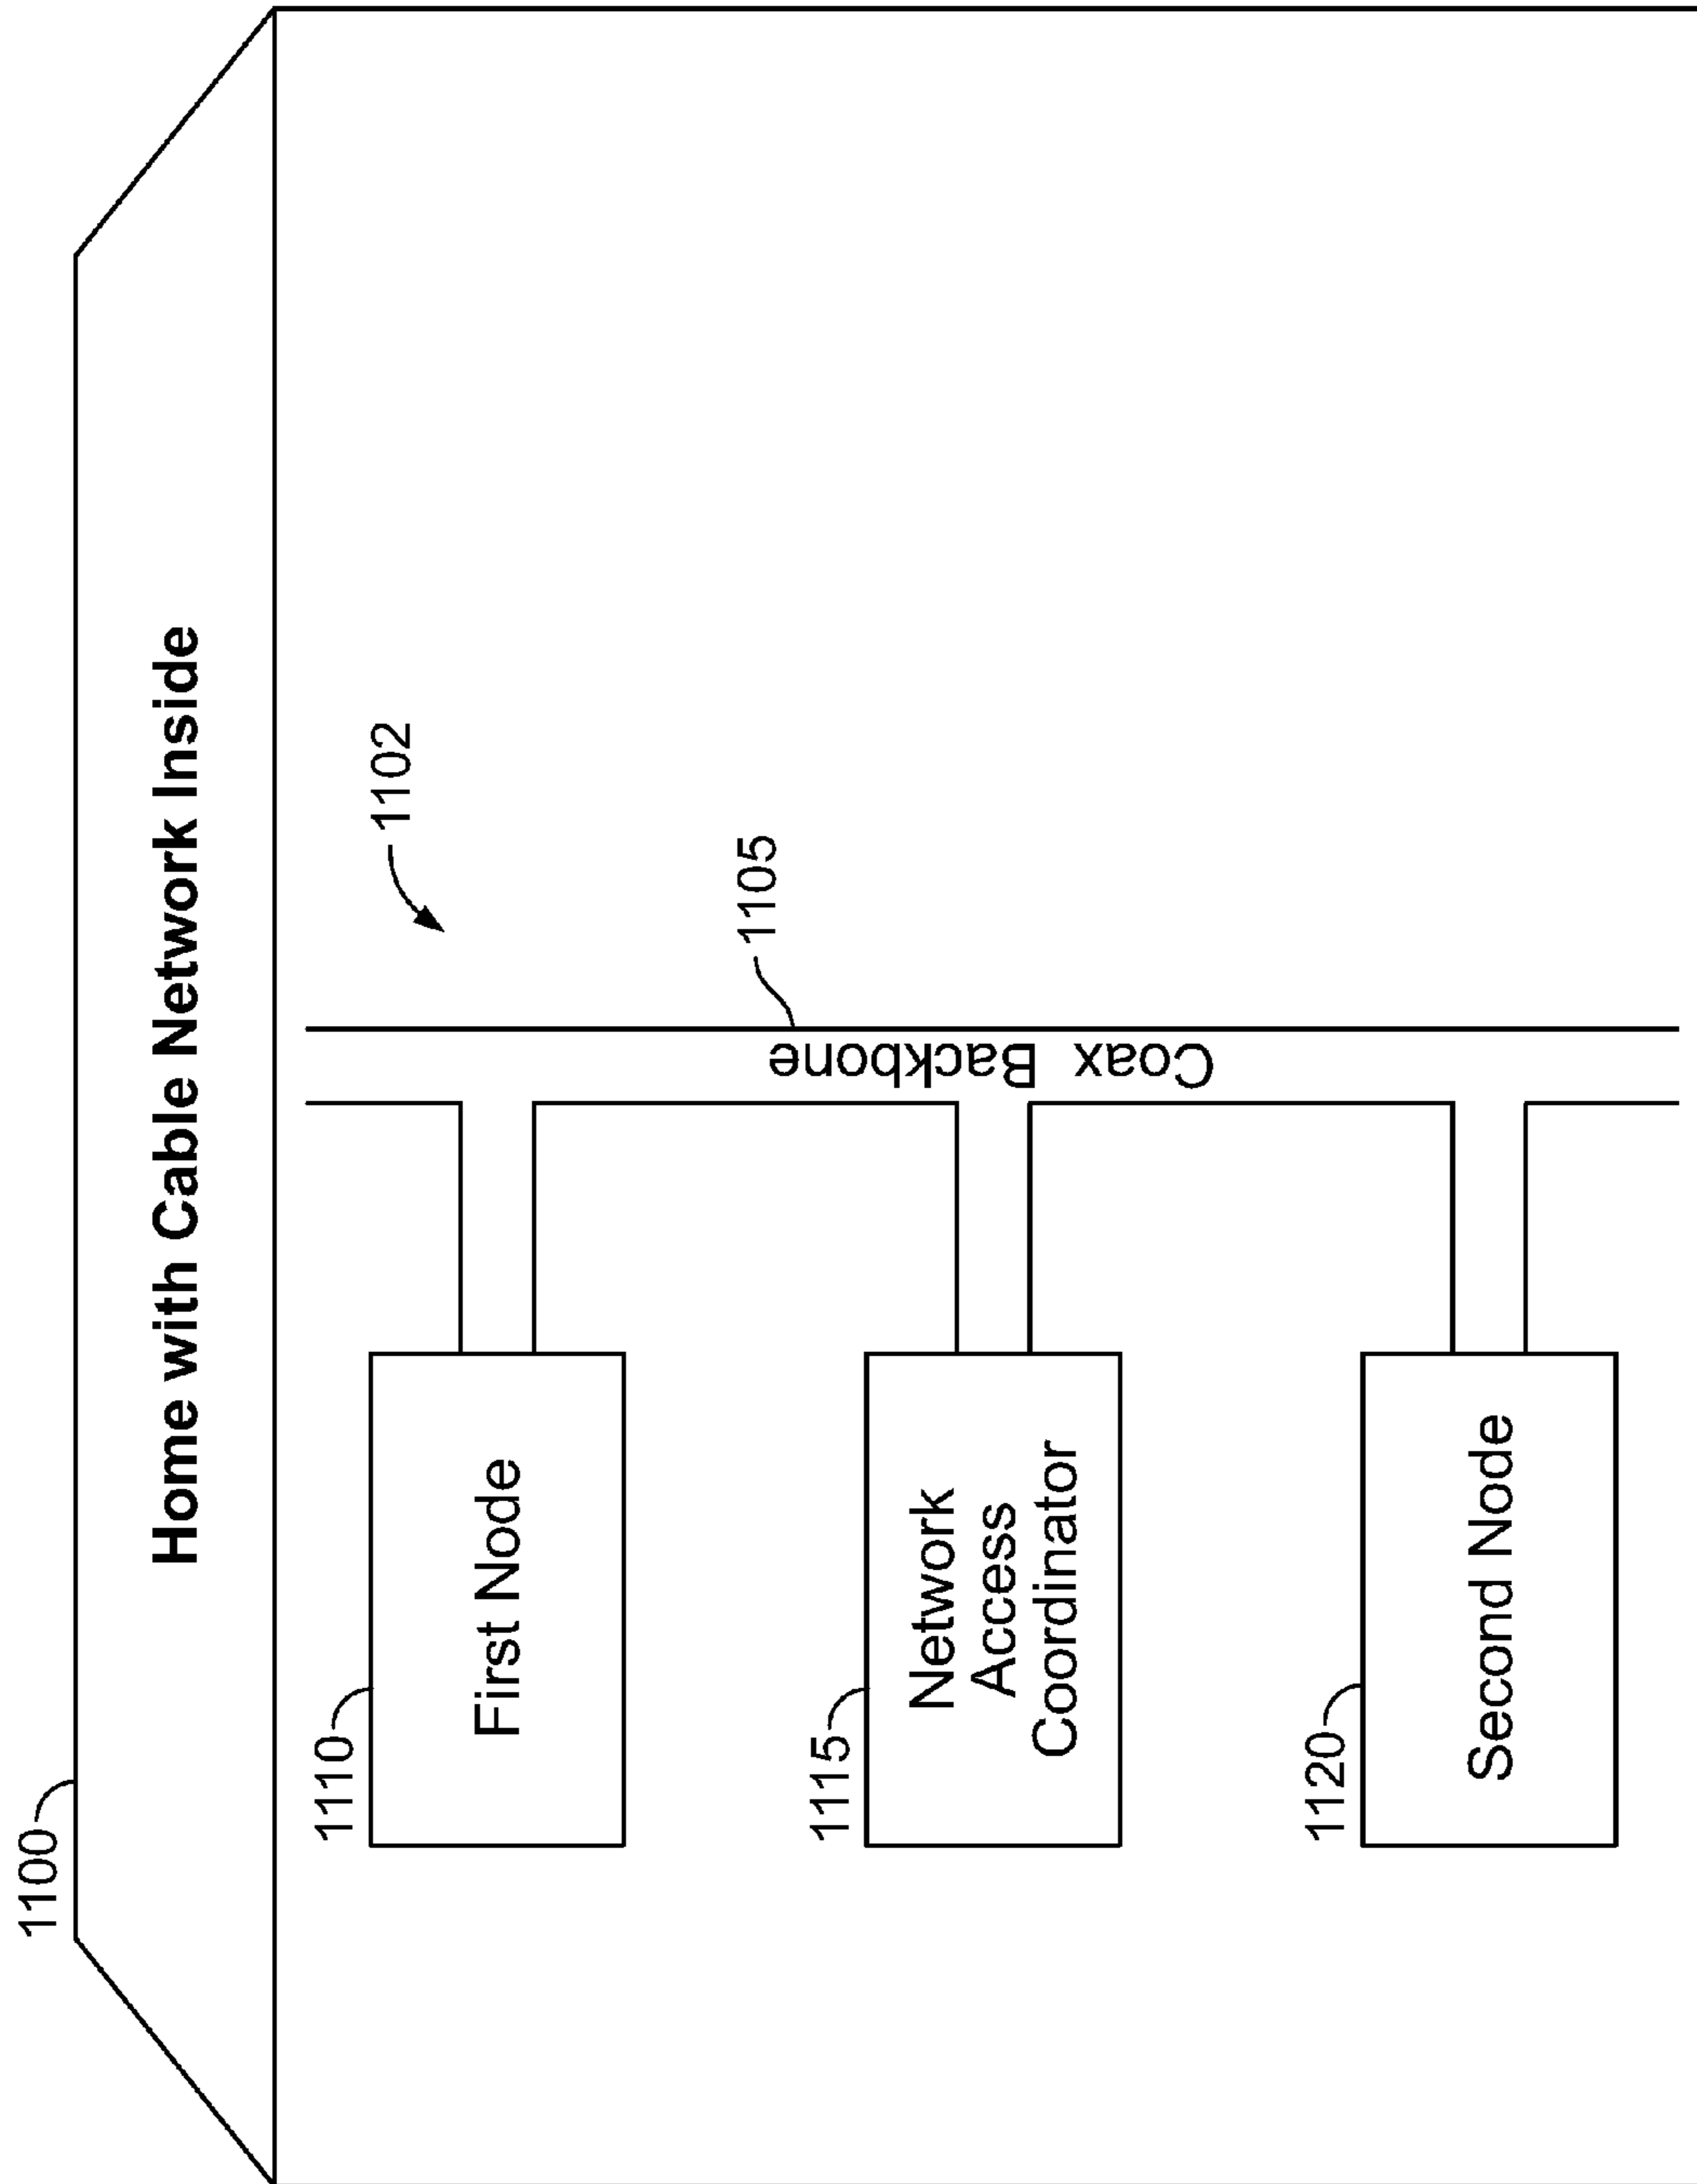 1100
Home with Cable Network Inside
1102
1110
First Node
1105
Coax Backbone
1115
Network
Access
Coordinator
1120
Second Node